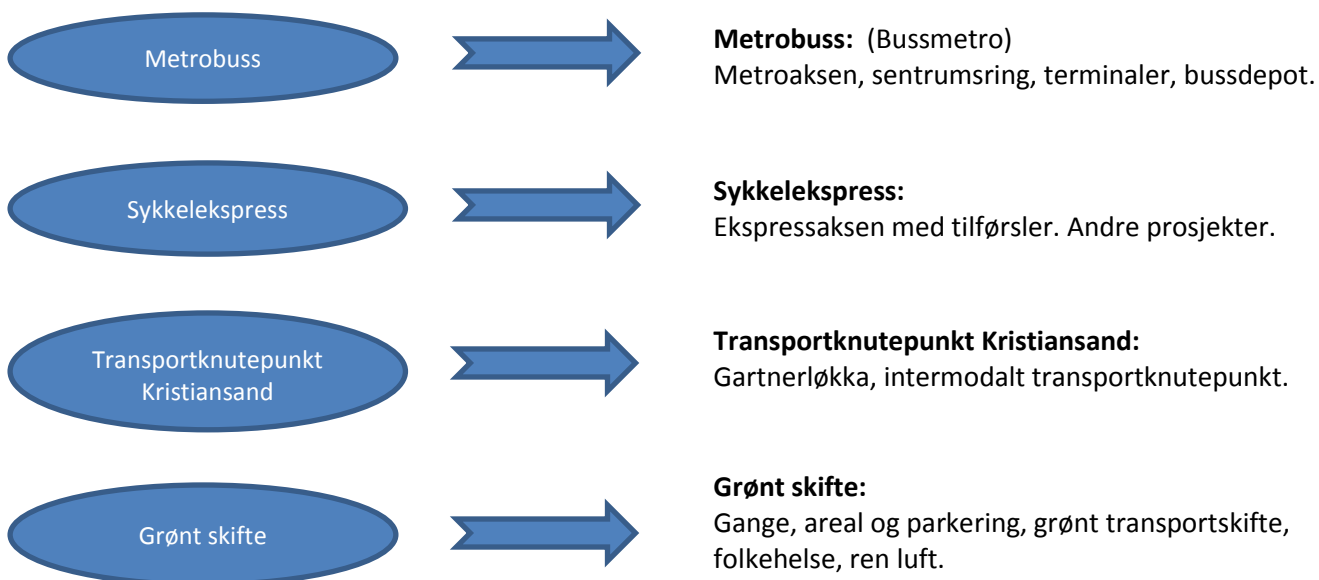 Metrobuss
Metrobuss: (Bussmetro)
Metroaksen, sentrumsring, terminaler, bussdepot.
Sykkelekspress
Sykkelekspress:
Ekspressaksen med tilførsler. Andre prosjekter.
Transportknutepunkt
Kristiansand
Transportknutepunkt Kristiansand:
Gartnerløkka, intermodalt transportknutepunkt.
Grønt skifte
Grønt skifte:
Gange, areal og parkering, grønt transportskifte,
folkehelse, ren luft.